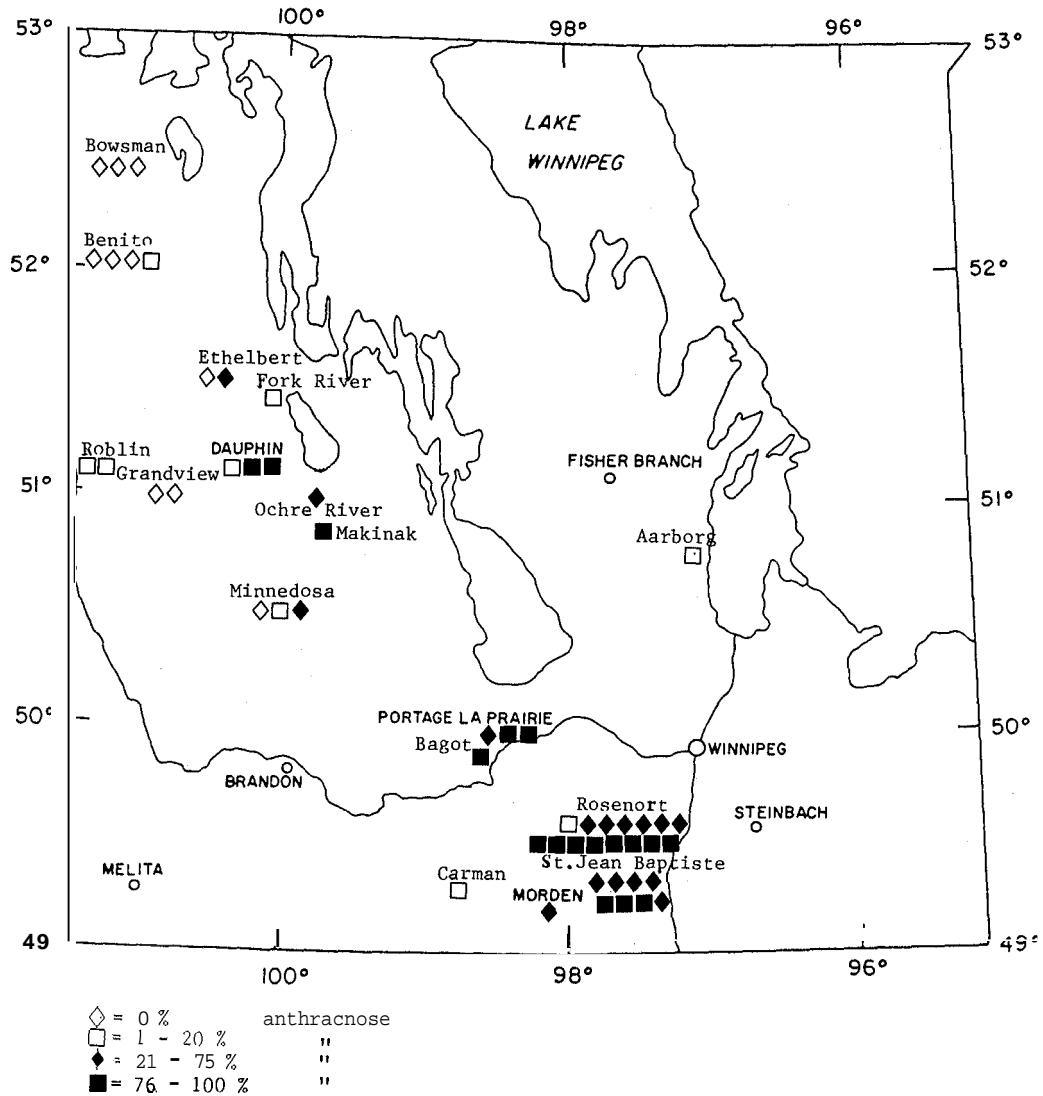 100° 98° 96°
53° 53°
LAKE
WINNIPEG
Bowsman
Benito
52° 52°
Ethelbert
Fork River
Roblin DAUPHIN
Grandview
FISHER BRANCH
51° 51°
Ochre River
Makinak
Aarborg
Minnedosa
50° 50°
PORTAGE LA PRAIRIE
Bagot
WINNIPEG
BRANDON
Rosenort
STEINBACH
St.Jean Baptiste
MELITA
Carman
MORDEN
49 49°
100° 98° 96°
= 0 % anthracnose
= 1 - 20 % "
= 21 - 75 % "
= 76 - 100 % "